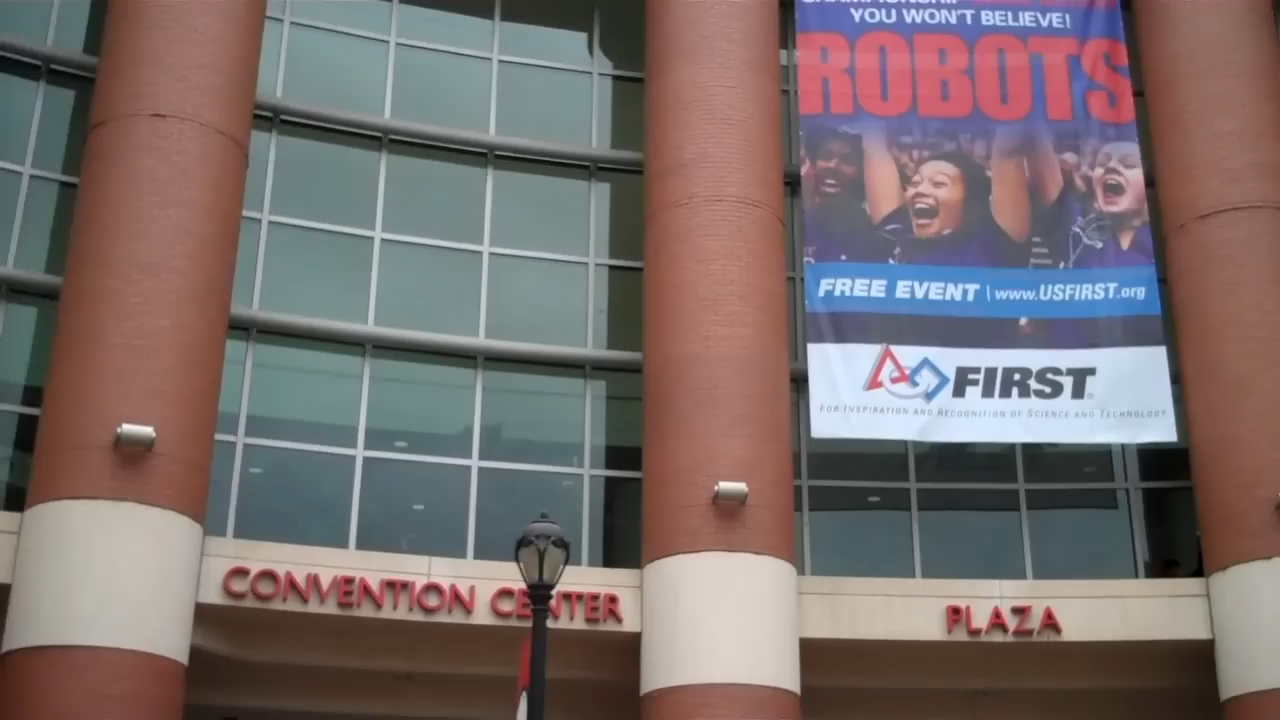 CHAMPIONSHIP
YOU WON'T BELIEVE!
ROBOTS
FREE EVENT | www.USFIRST.org
FIRST
FOR INSPIRATION AND RECOGNITION OF SCIENCE AND TECHNOLOGY
CONVENTION CENTER
PLAZA